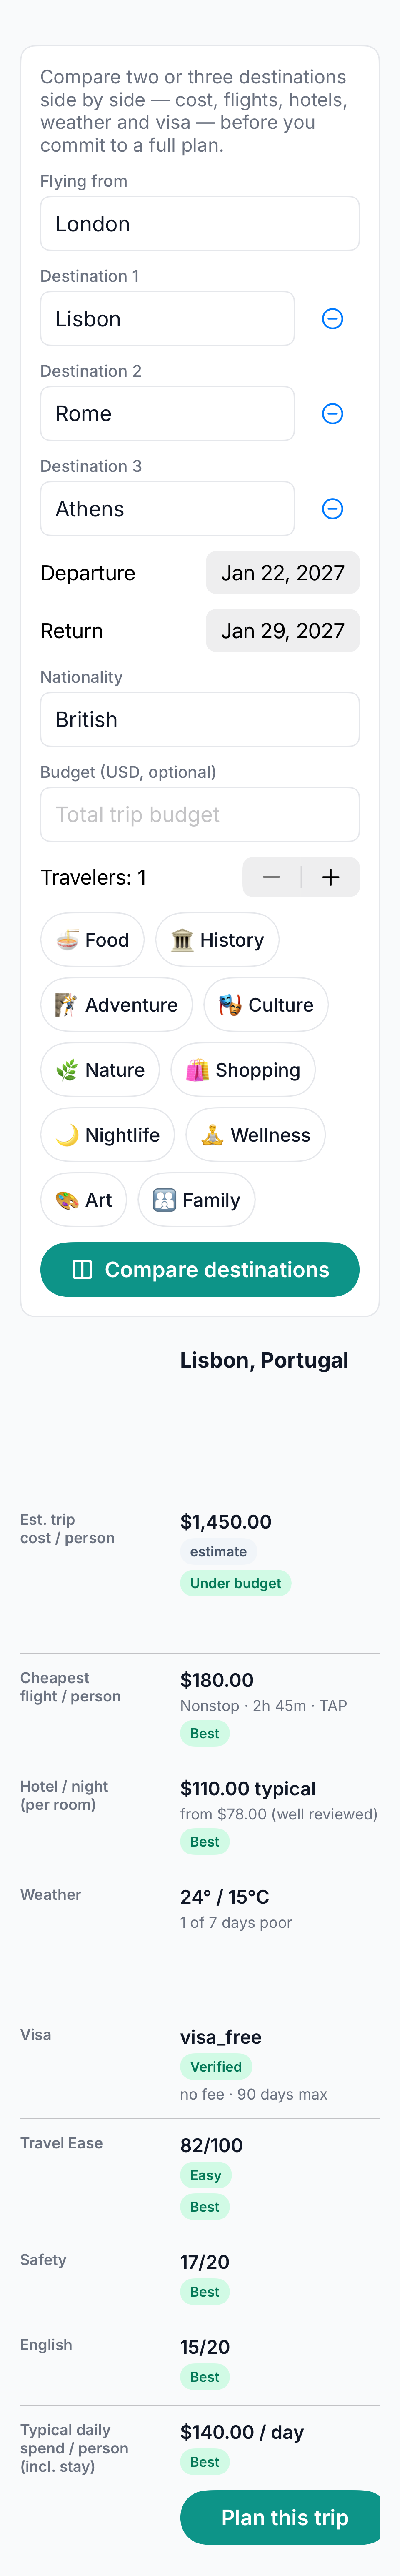 Compare two or three destinations
side by side — cost, flights, hotels,
weather and visa — before you
commit to a full plan.
Flying from
London
Destination 1
Lisbon
Destination 2
Rome
Destination 3
Athens
Departure
Jan 22, 2027
Return
Jan 29, 2027
Nationality
British
Budget (USD, optional)
Total trip budget
Travelers: 1
Food
History
Adventure
Culture
Nature
Shopping
Nightlife
Wellness
Art
Family
Compare destinations
Lisbon, Portugal
Est. trip
cost / person
$1,450.00
estimate
Under budget
Cheapest
flight / person
$180.00
Nonstop · 2h 45m · TAP
Best
Hotel / night
(per room)
$110.00 typical
from $78.00 (well reviewed)
Best
Weather
24° / 15°C
1 of 7 days poor
Visa
visa_free
Verified
no fee · 90 days max
Travel Ease
82/100
Easy
Best
Safety
17/20
Best
English
15/20
Best
Typical daily
spend / person
(incl. stay)
$140.00 / day
Best
Plan this trip